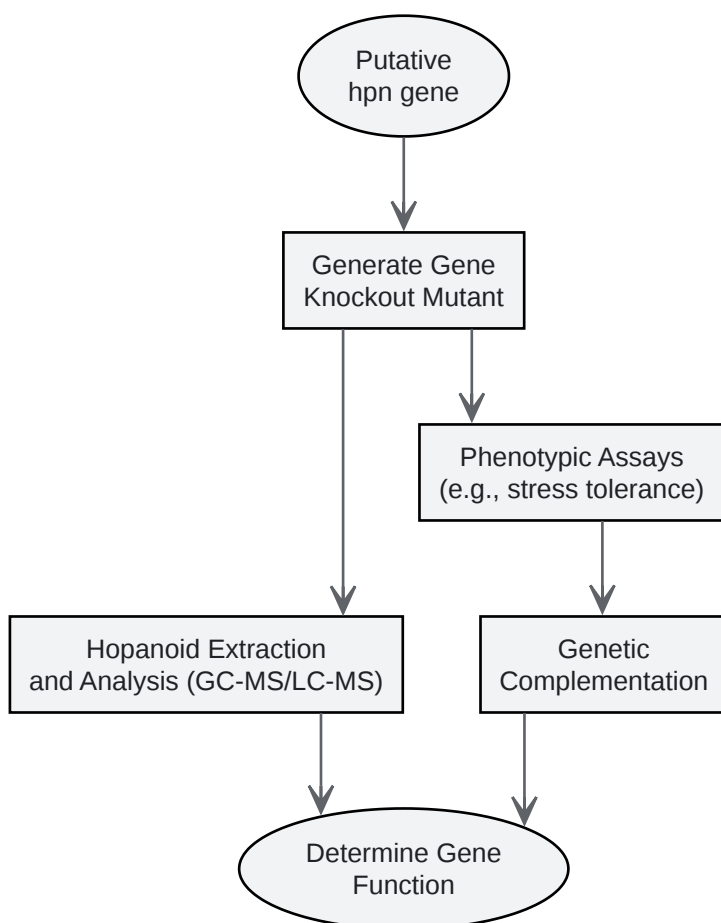 Putative
hpn gene
Generate Gene
Knockout Mutant
Phenotypic Assays
(e.g., stress tolerance)
Hopanoid Extraction
and Analysis (GC-MS/LC-MS)
Genetic
Complementation
Determine Gene
Function